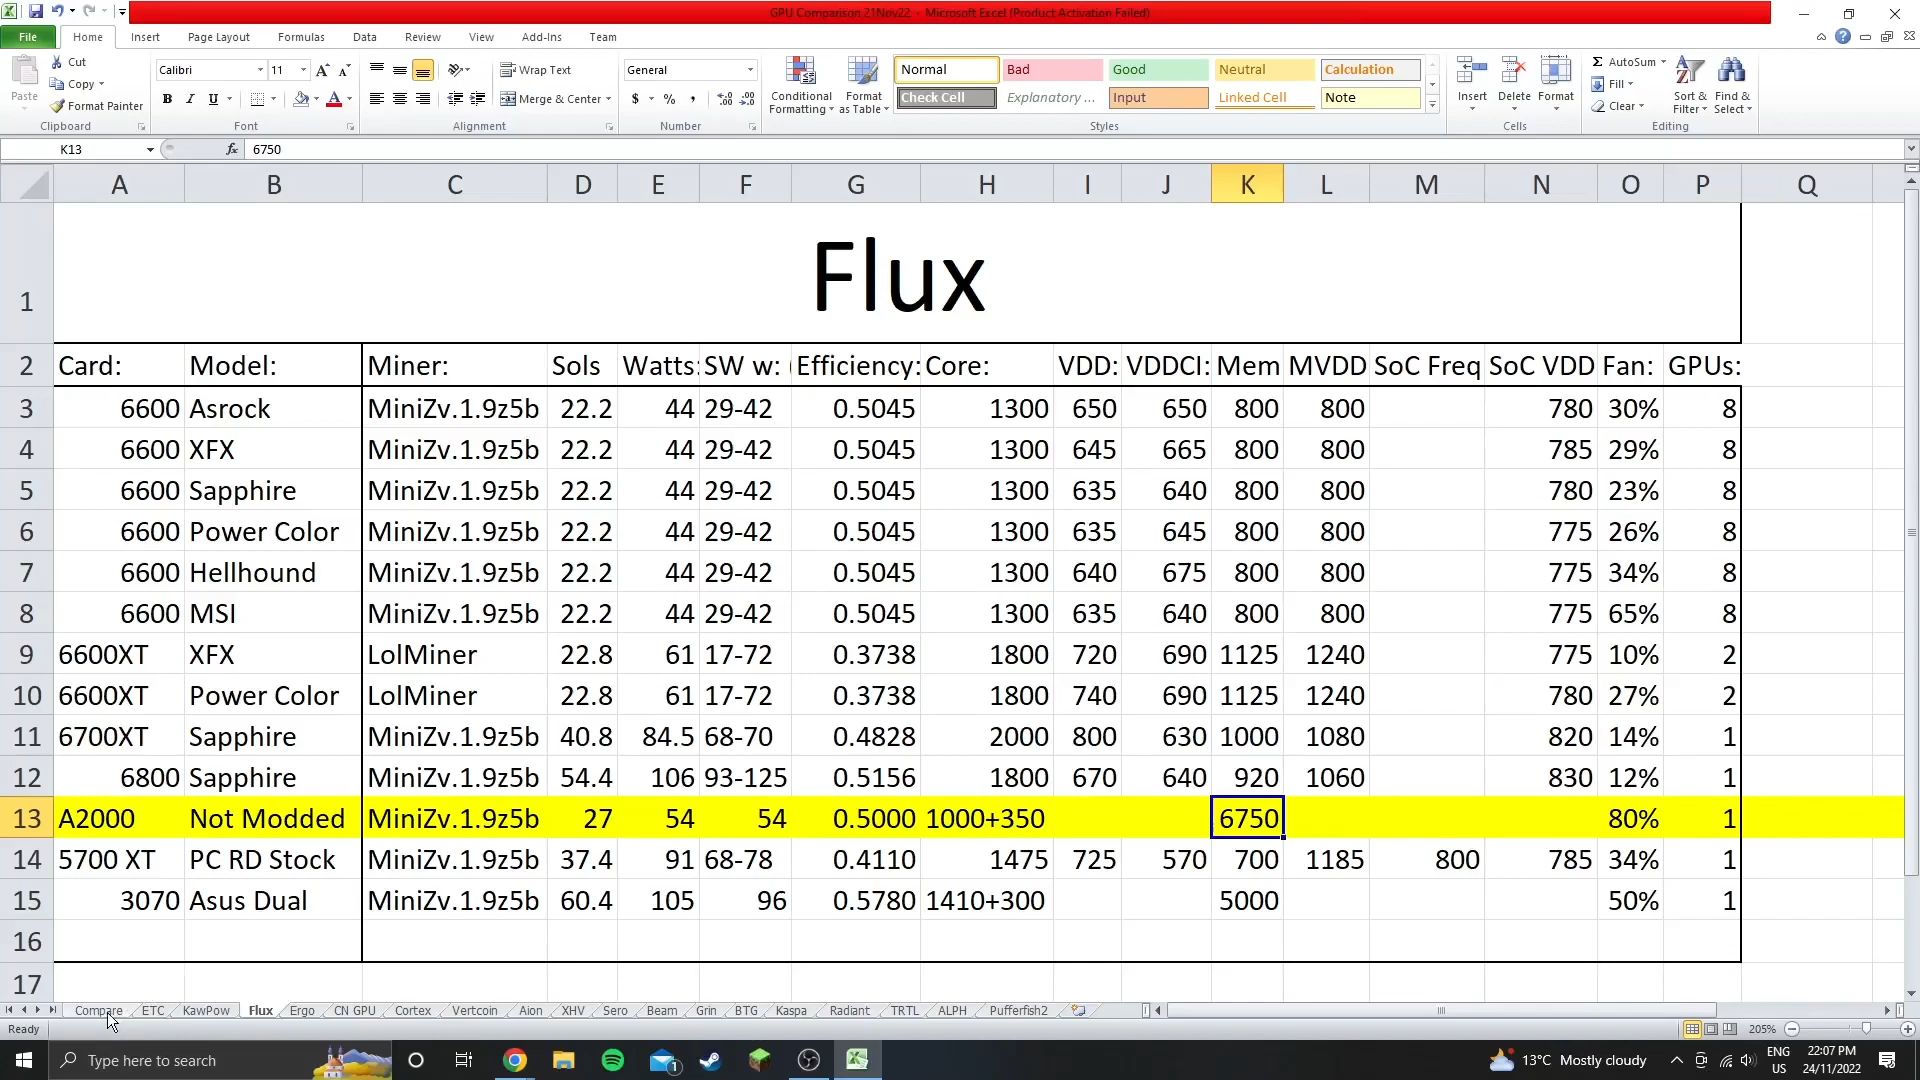 GPU Comparison 21Nov22 - Microsoft Excel (Product Activation Failed)
File Home Insert Page Layout Formulas Data Review View Add-Ins Team
Paste Cut Copy Format Painter Clipboard
Calibri 11 B I U Font
Wrap Text Merge & Center Alignment
General $ % , Number
Conditional Formatting Format as Table
Normal Bad Good Neutral Calculation
Check Cell Explanatory ... Input Linked Cell Note
Styles
Insert Delete Format Cells
AutoSum Fill Clear Sort & Filter Find & Select Editing
K13 fx 6750
A B C D E F G H I J K L M N O P Q
1 Flux
2 Card: Model: Miner: Sols Watts: SW w: ( Efficiency: Core: VDD: VDDCI: Mem MVDD SoC Freq SoC VDD Fan: GPUs:
3 6600 Asrock MiniZv.1.9z5b 22.2 44 29-42 0.5045 1300 650 650 800 800 780 30% 8
4 6600 XFX MiniZv.1.9z5b 22.2 44 29-42 0.5045 1300 645 665 800 800 785 29% 8
5 6600 Sapphire MiniZv.1.9z5b 22.2 44 29-42 0.5045 1300 635 640 800 800 780 23% 8
6 6600 Power Color MiniZv.1.9z5b 22.2 44 29-42 0.5045 1300 635 645 800 800 775 26% 8
7 6600 Hellhound MiniZv.1.9z5b 22.2 44 29-42 0.5045 1300 640 675 800 800 775 34% 8
8 6600 MSI MiniZv.1.9z5b 22.2 44 29-42 0.5045 1300 635 640 800 800 775 65% 8
9 6600XT XFX LolMiner 22.8 61 17-72 0.3738 1800 720 690 1125 1240 775 10% 2
10 6600XT Power Color LolMiner 22.8 61 17-72 0.3738 1800 740 690 1125 1240 780 27% 2
11 6700XT Sapphire MiniZv.1.9z5b 40.8 84.5 68-70 0.4828 2000 800 630 1000 1080 820 14% 1
12 6800 Sapphire MiniZv.1.9z5b 54.4 106 93-125 0.5156 1800 670 640 920 1060 830 12% 1
13 A2000 Not Modded MiniZv.1.9z5b 27 54 54 0.5000 1000+350 6750 80% 1
14 5700 XT PC RD Stock MiniZv.1.9z5b 37.4 91 68-78 0.4110 1475 725 570 700 1185 800 785 34% 1
15 3070 Asus Dual MiniZv.1.9z5b 60.4 105 96 0.5780 1410+300 5000 50% 1
16
17
Compare ETC KawPow Flux Ergo CN GPU Cortex Vertcoin Aion XHV Sero Beam Grin BTG Kaspa Radiant TRTL ALPH Pufferfish2
Ready 205%
Type here to search 1 13°C Mostly cloudy ENG US 22:07 PM 24/11/2022